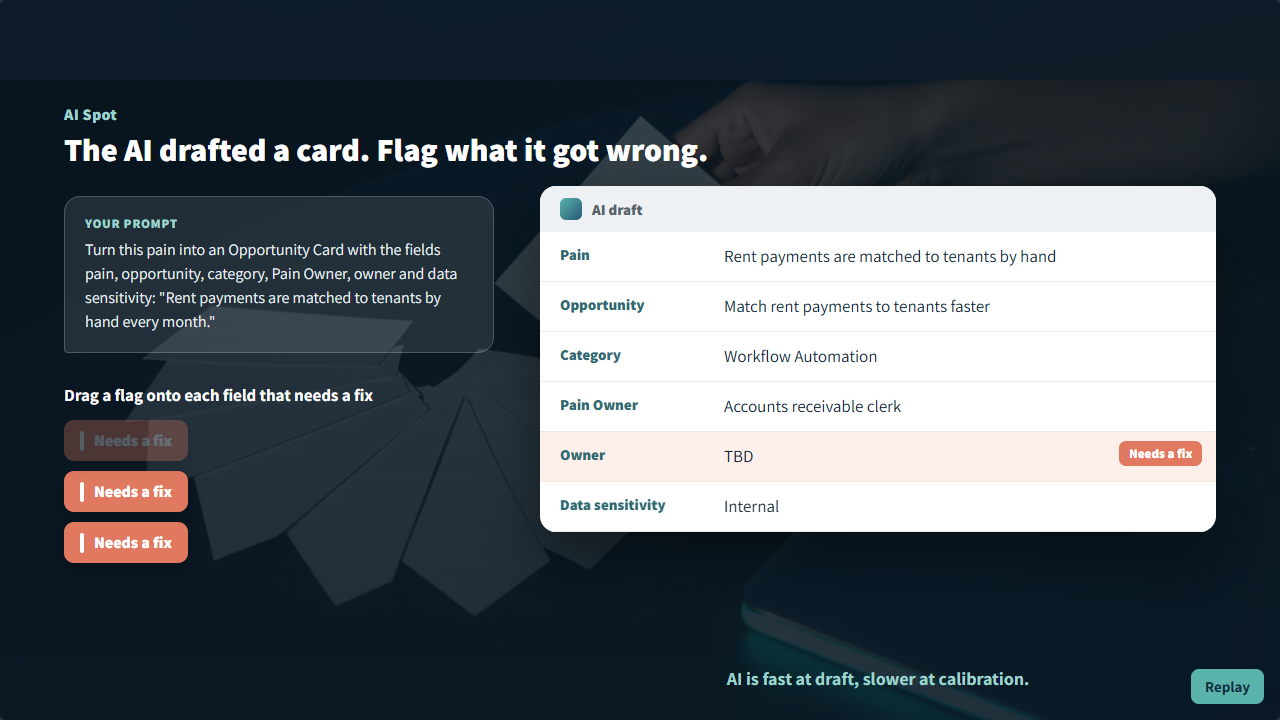 AI Spot
The AI drafted a card. Flag what it got wrong.
YOUR PROMPT
Turn this pain into an Opportunity Card with the fields
pain, opportunity, category, Pain Owner, owner and data
sensitivity: "Rent payments are matched to tenants by
hand every month."
Drag a flag onto each field that needs a fix
Needs a fix
Needs a fix
Needs a fix
AI draft
Pain Rent payments are matched to tenants by hand
Opportunity Match rent payments to tenants faster
Category Workflow Automation
Pain Owner Accounts receivable clerk
Owner TBD Needs a fix
Data sensitivity Internal
AI is fast at draft, slower at calibration.
Replay